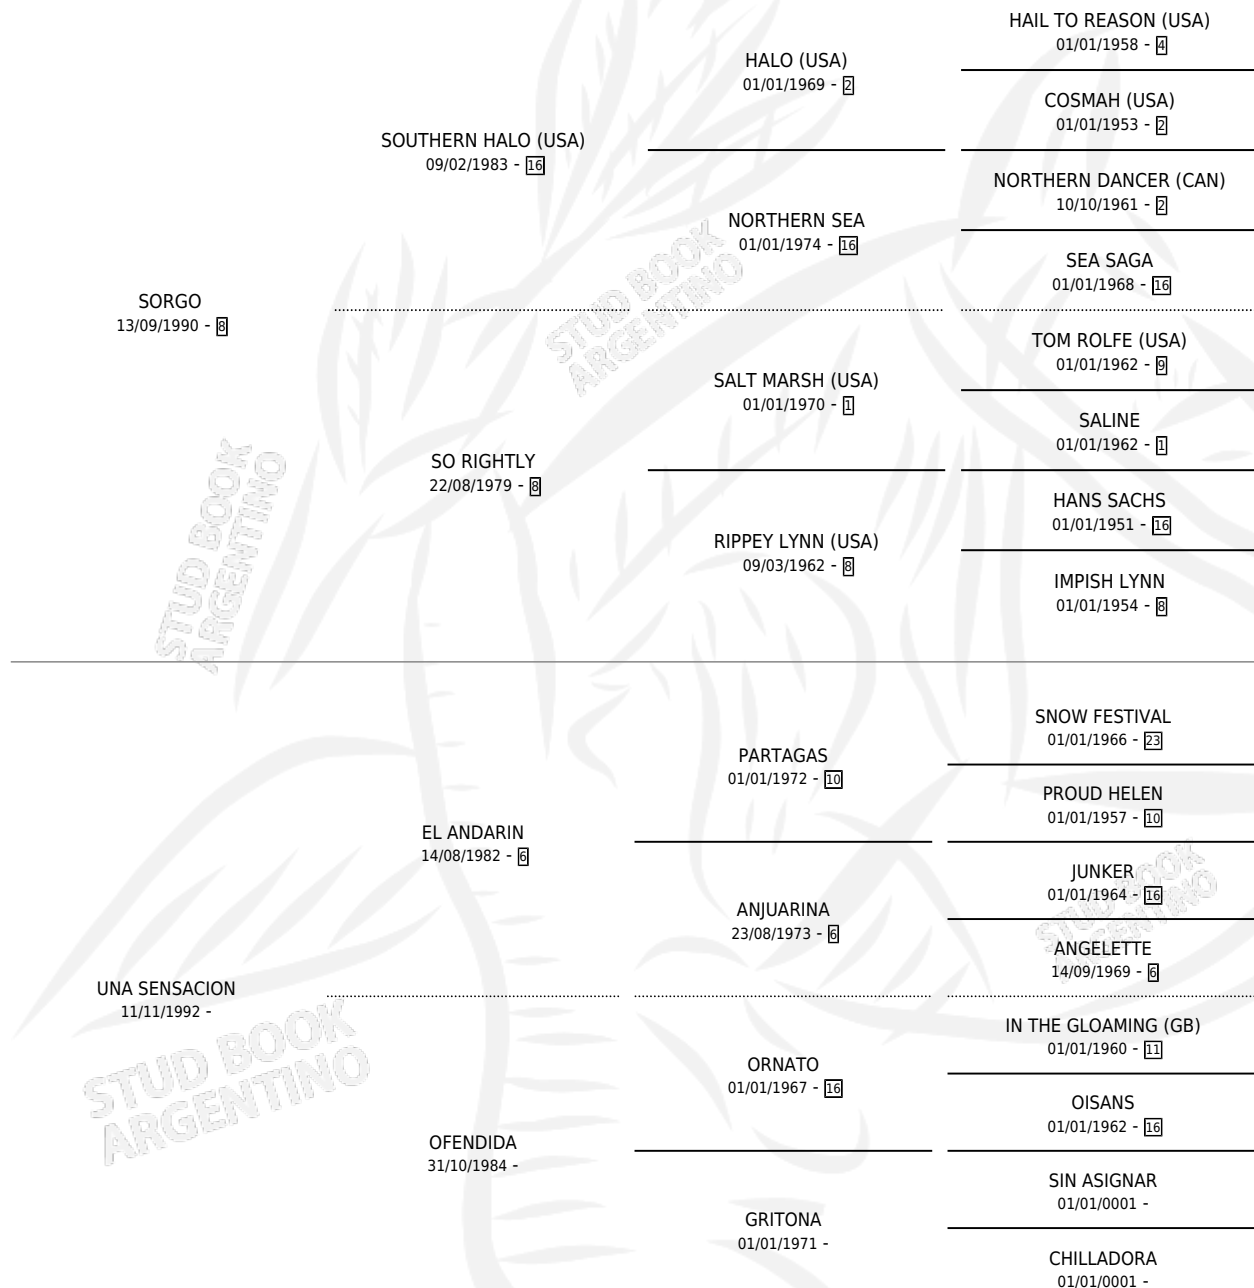 HAIL TO REASON (USA)
01/01/1958 - 4
HALO (USA)
01/01/1969 - 2
COSMAH (USA)
01/01/1953 - 2
SOUTHERN HALO (USA)
09/02/1983 - 16
NORTHERN DANCER (CAN)
10/10/1961 - 2
NORTHERN SEA
01/01/1974 - 16
SEA SAGA
01/01/1968 - 16
SORGO
13/09/1990 - 8
STUD BOOK
ARGENTINO
TOM ROLFE (USA)
01/01/1962 - 9
SALT MARSH (USA)
01/01/1970 - 1
SALINE
01/01/1962 - 1
SO RIGHTLY
22/08/1979 - 8
HANS SACHS
01/01/1951 - 16
RIPPEY LYNN (USA)
09/03/1962 - 8
IMPISH LYNN
01/01/1954 - 8
STUD BOOK
ARGENTINO
SNOW FESTIVAL
01/01/1966 - 23
PARTAGAS
01/01/1972 - 10
PROUD HELEN
01/01/1957 - 10
EL ANDARIN
14/08/1982 - 6
JUNKER
01/01/1964 - 16
ANJUARINA
23/08/1973 - 6
ANGELETTE
14/09/1969 - 6
STUD BOOK
ARGENTINO
UNA SENSACION
11/11/1992 -
IN THE GLOAMING (GB)
01/01/1960 - 11
ORNATO
01/01/1967 - 16
OISANS
01/01/1962 - 16
STUD BOOK
ARGENTINO
OFENDIDA
31/10/1984 -
SIN ASIGNAR
01/01/0001 -
GRITONA
01/01/1971 -
CHILLADORA
01/01/0001 -